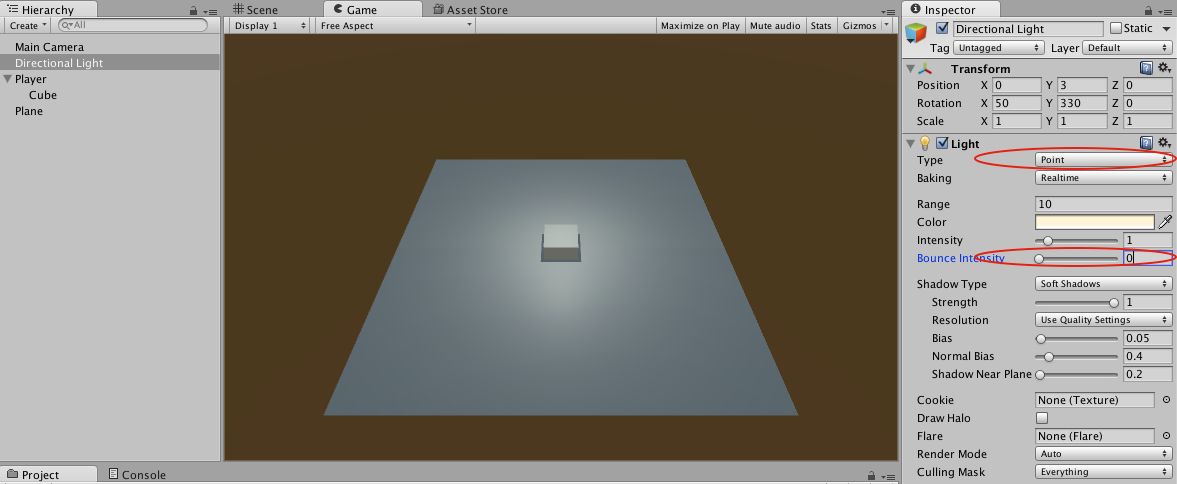 Hierarchy
Create All
Main Camera
Directional Light
Player
Cube
Plane
Scene Game Asset Store
Display 1 Free Aspect Maximize on Play Mute audio Stats Gizmos
Inspector
Directional Light Static
Tag Untagged Layer Default
Transform
Position X 0 Y 3 Z 0
Rotation X 50 Y 330 Z 0
Scale X 1 Y 1 Z 1
Light
Type Point
Baking Realtime
Range 10
Color
Intensity 1
Bounce Intensity 0
Shadow Type Soft Shadows
Strength 1
Resolution Use Quality Settings
Bias 0.05
Normal Bias 0.4
Shadow Near Plane 0.2
Cookie None (Texture)
Draw Halo
Flare None (Flare)
Render Mode Auto
Culling Mask Everything
Project Console